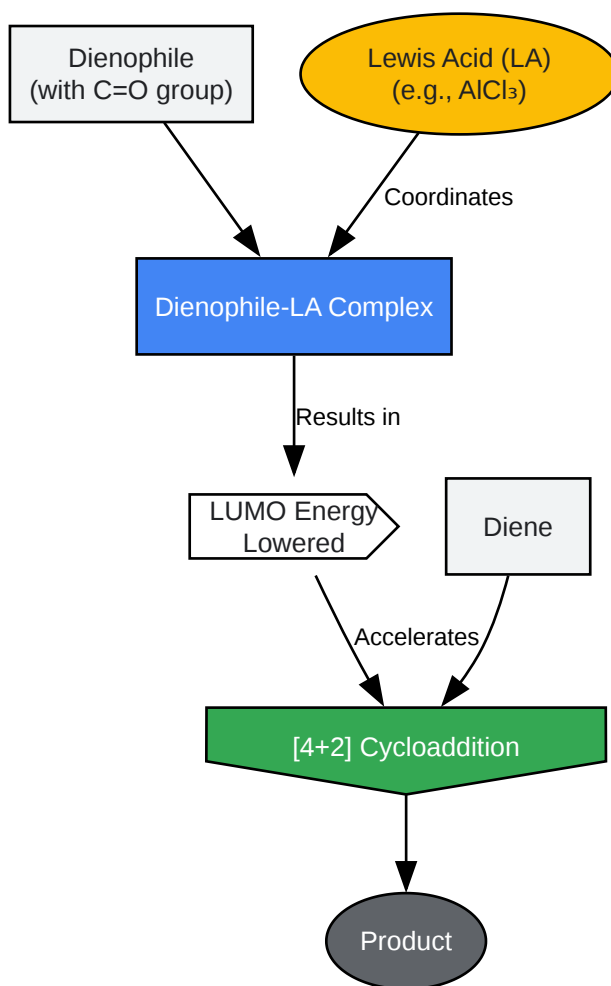 Dienophile
(with C=O group)
Lewis Acid (LA)
(e.g., AlCl₃)
Coordinates
Dienophile-LA Complex
Results in
LUMO Energy
Lowered
Diene
Accelerates
[4+2] Cycloaddition
Product